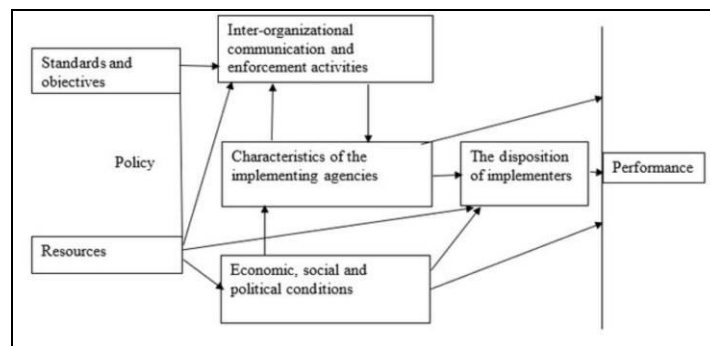 Inter-organizational
communication and
enforcement activities
Standards and
objectives
Policy
Characteristics of the
implementing agencies
The disposition
of implementers
Performance
Resources
Economic, social and
political conditions